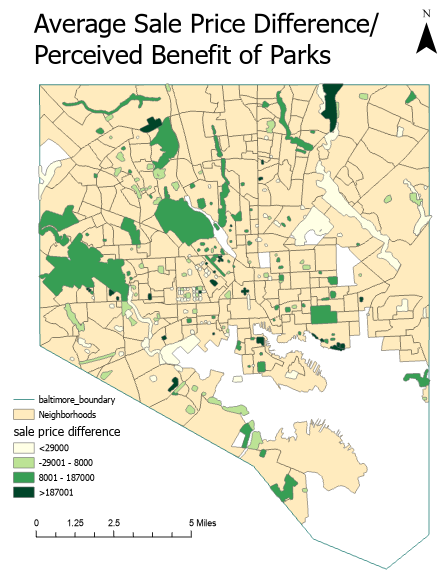 Average Sale Price Difference/
Perceived Benefit of Parks
N
baltimore_boundary
Neighborhoods
sale price difference
<29000
-29001 - 8000
8001 - 187000
>187001
0 1.25 2.5 5 Miles